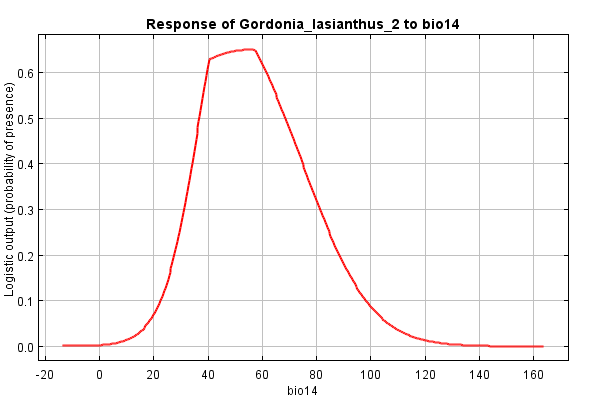 Response of Gordonia_lasianthus_2 to bio14
Logistic output (probability of presence)
0.6
0.5
0.4
0.3
0.2
0.1
0.0
-20 0 20 40 60 80 100 120 140 160
bio14